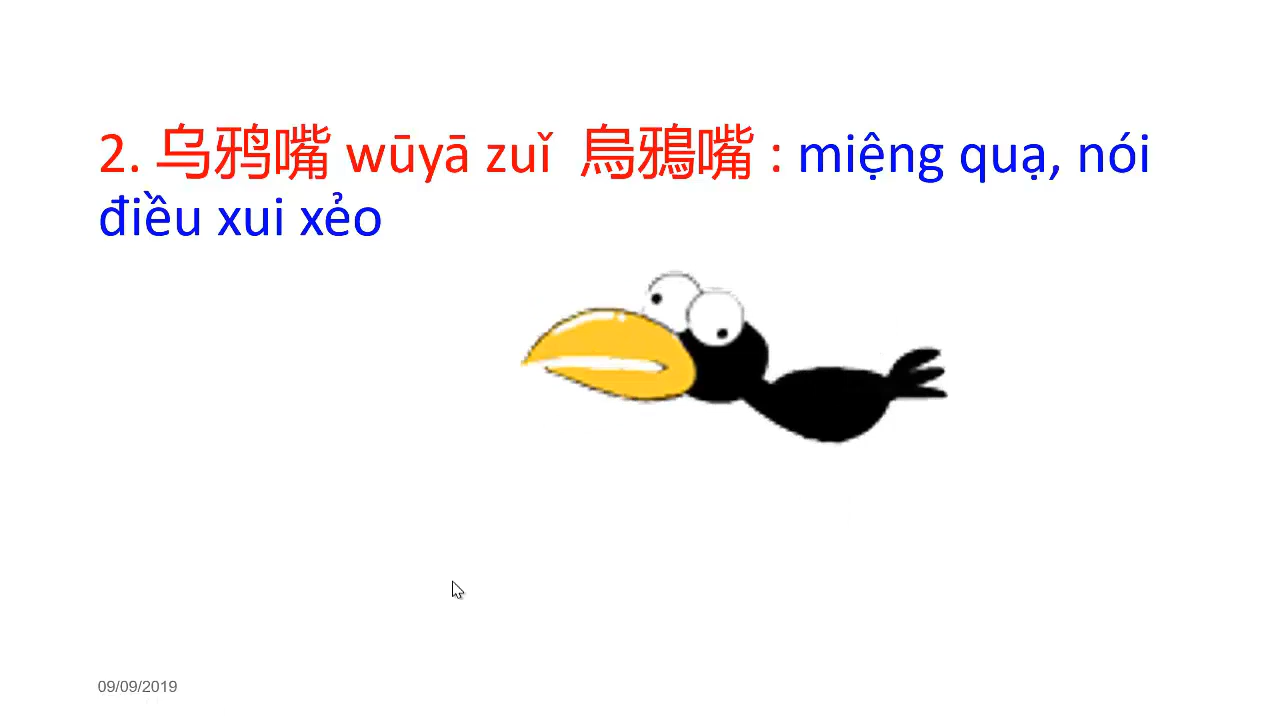 2. 乌鸦嘴 wūyā zuǐ 烏鴉嘴 : miệng quạ, nói
điều xui xẻo
09/09/2019